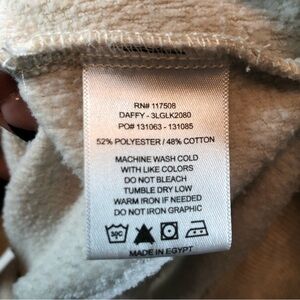 RN# 117508
DAFFY - 3LGLK2080
PO# 131063 - 131085
52% POLYESTER / 48% COTTON
MACHINE WASH COLD
WITH LIKE COLORS
DO NOT BLEACH
TUMBLE DRY LOW
WARM IRON IF NEEDED
DO NOT IRON GRAPHIC
30C
MADE IN EGYPT